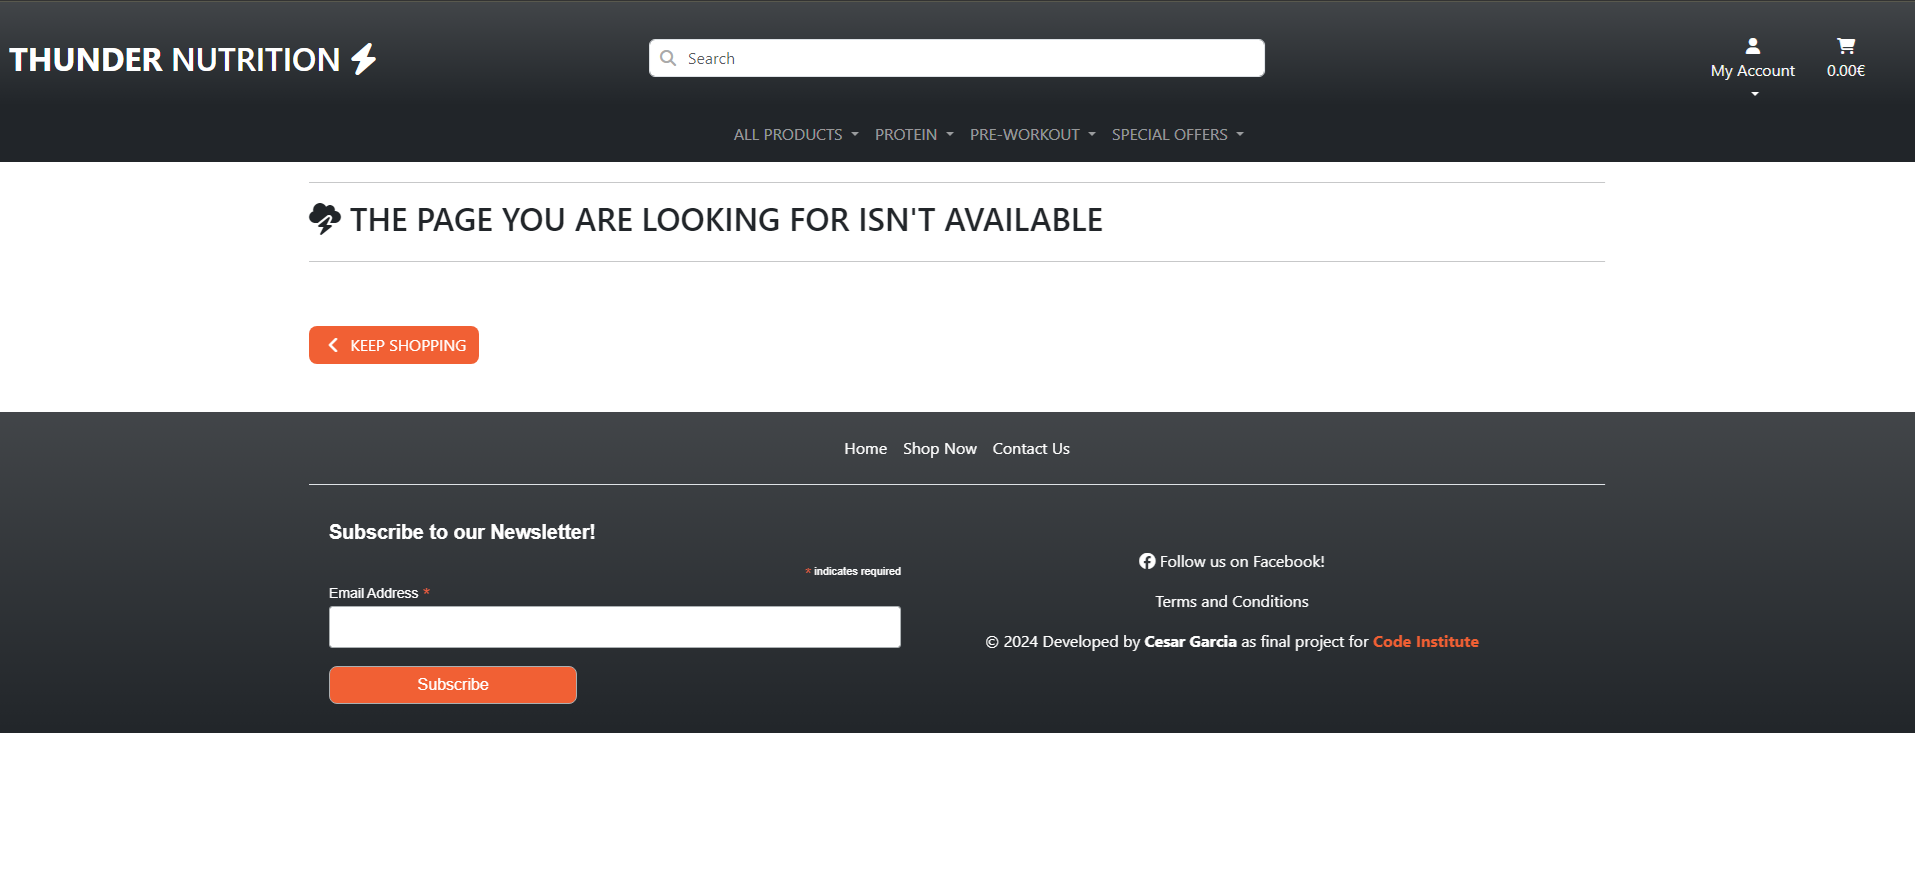 THUNDER NUTRITION
Search
My Account
0.00€
ALL PRODUCTS PROTEIN PRE-WORKOUT SPECIAL OFFERS
THE PAGE YOU ARE LOOKING FOR ISN'T AVAILABLE
KEEP SHOPPING
Home Shop Now Contact Us
Subscribe to our Newsletter!
* indicates required
Email Address *
Subscribe
Follow us on Facebook!
Terms and Conditions
© 2024 Developed by Cesar Garcia as final project for Code Institute